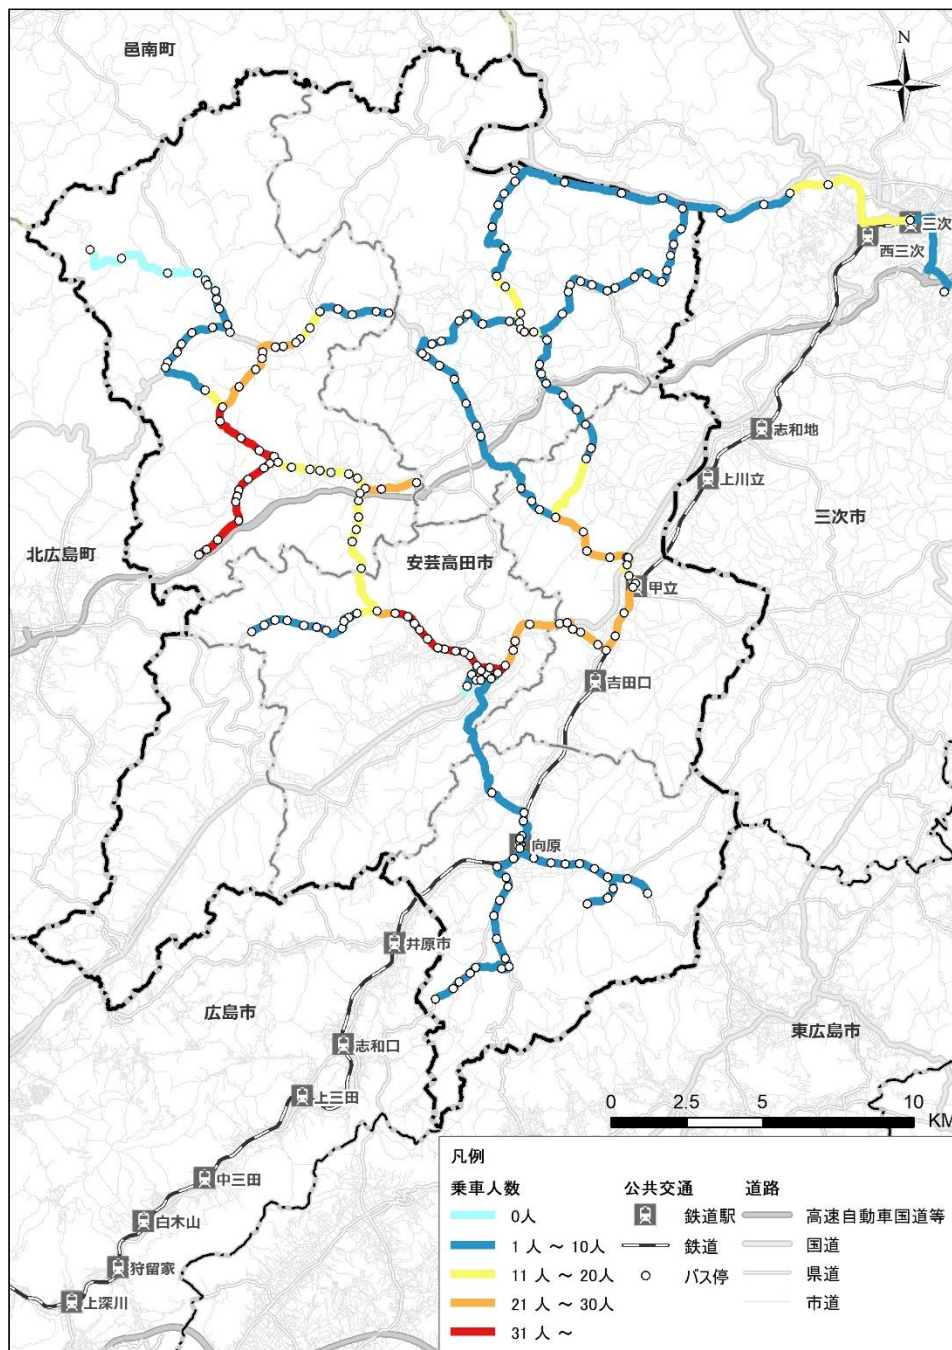 邑南町
N
三次
西三次
志和地
上川立
三次市
北広島町
安芸高田市
甲立
吉田口
向原
井原市
広島市
志和口
東広島市
上三田
0 2.5 5 10
KM
中三田
白木山
狩留家
上深川
凡例
乗車人数 公共交通 道路
0人 鉄道駅 高速自動車国道等
1人 ~ 10人 鉄道 国道
11人 ~ 20人 バス停 県道
21人 ~ 30人 市道
31人 ~